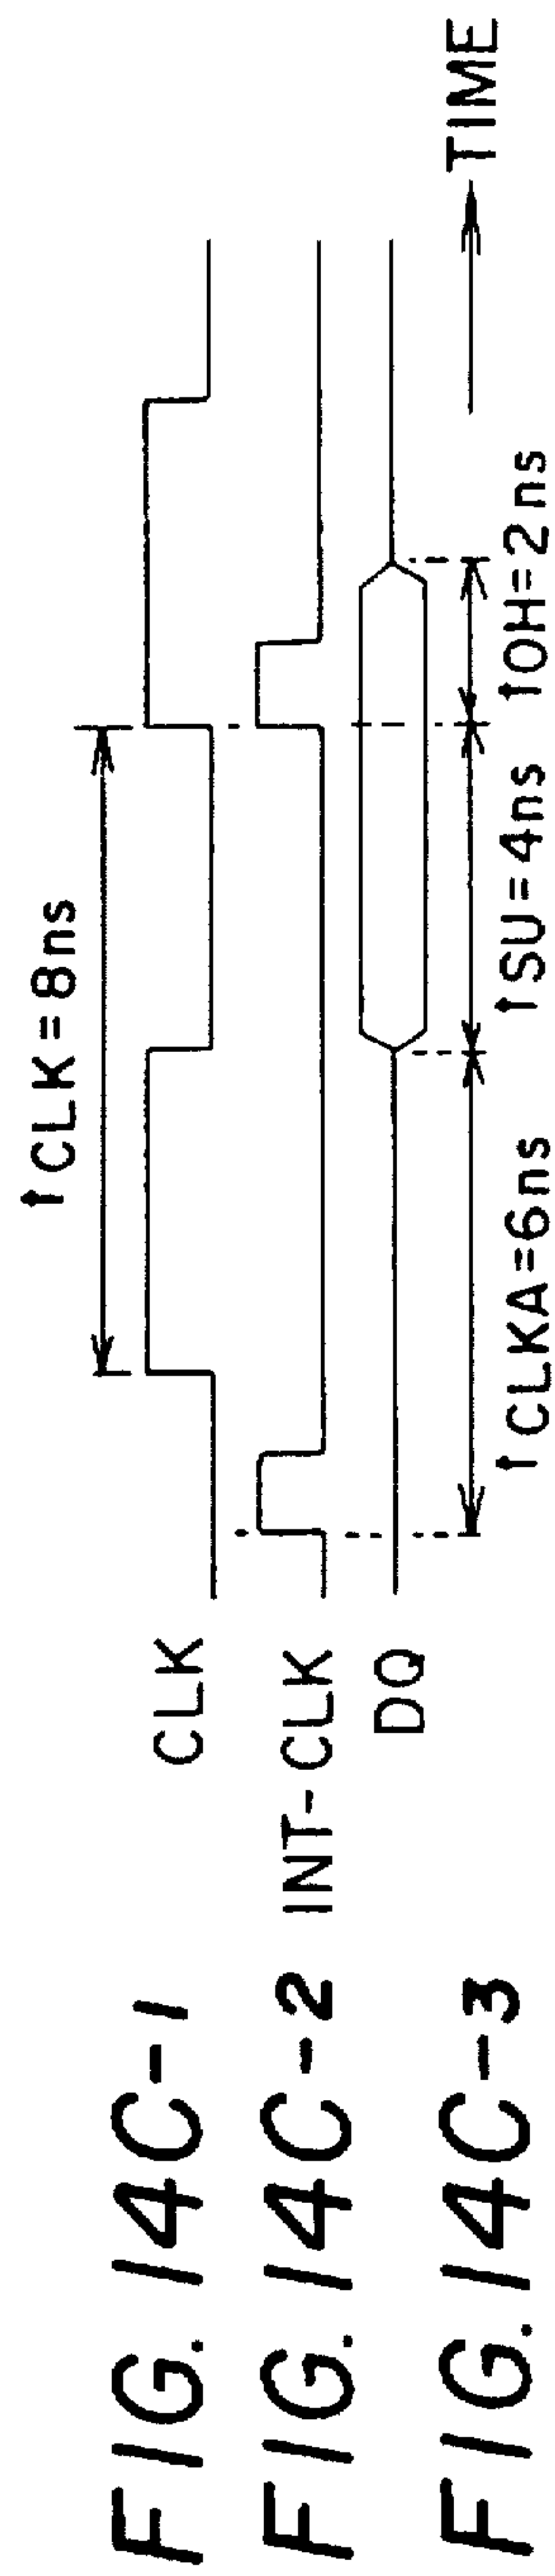 tCLK=8ns
FIG. 14C-1 CLK
FIG. 14C-2 INT-CLK
FIG. 14C-3 DQ
tCLKA=6ns tSU=4ns tOH=2ns
TIME